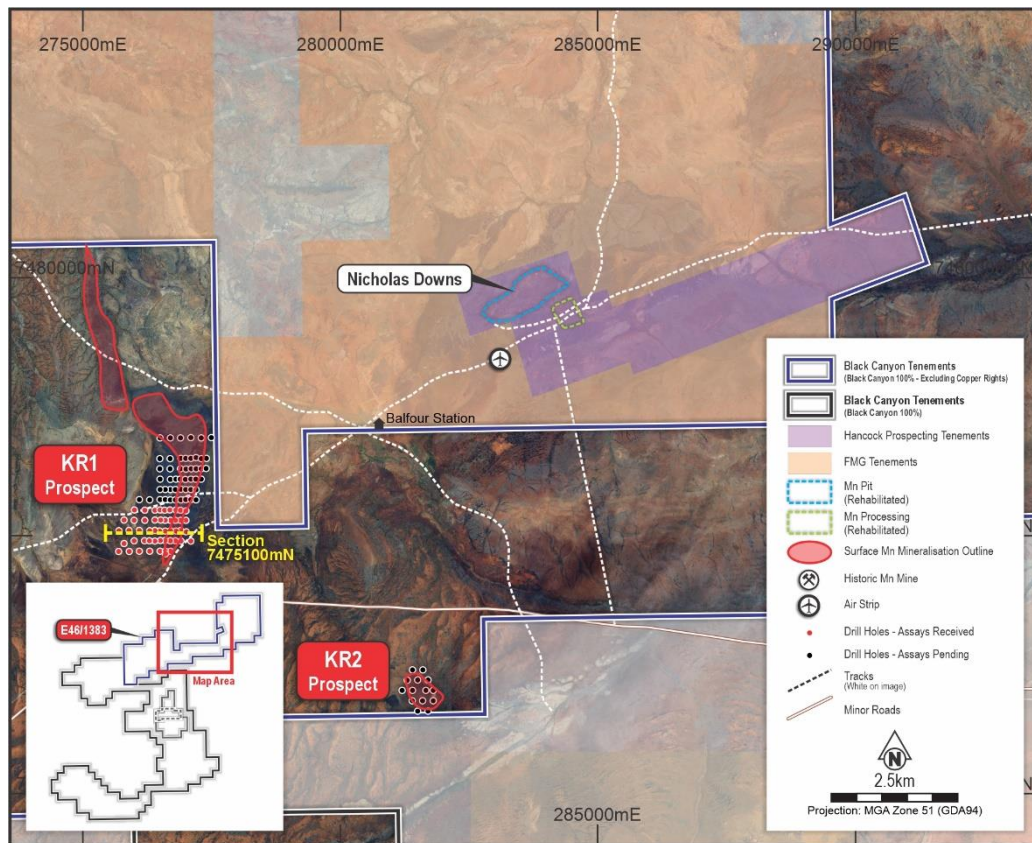 275000mE
280000mE
285000mE
290000mE
7480000mN
Nicholas Downs
Balfour Station
KR1
Prospect
Section
7475100mN
KR2
Prospect
E46/1383
Map Area
285000mE
Black Canyon Tenements
(Black Canyon 100% - Excluding Copper Rights)
Black Canyon Tenements
(Black Canyon 100%)
Hancock Prospecting Tenements
FMG Tenements
Mn Pit
(Rehabilitated)
Mn Processing
(Rehabilitated)
Surface Mn Mineralisation Outline
Historic Mn Mine
Air Strip
Drill Holes - Assays Received
Drill Holes - Assays Pending
Tracks
(White on image)
Minor Roads
N
2.5km
Projection: MGA Zone 51 (GDA94)